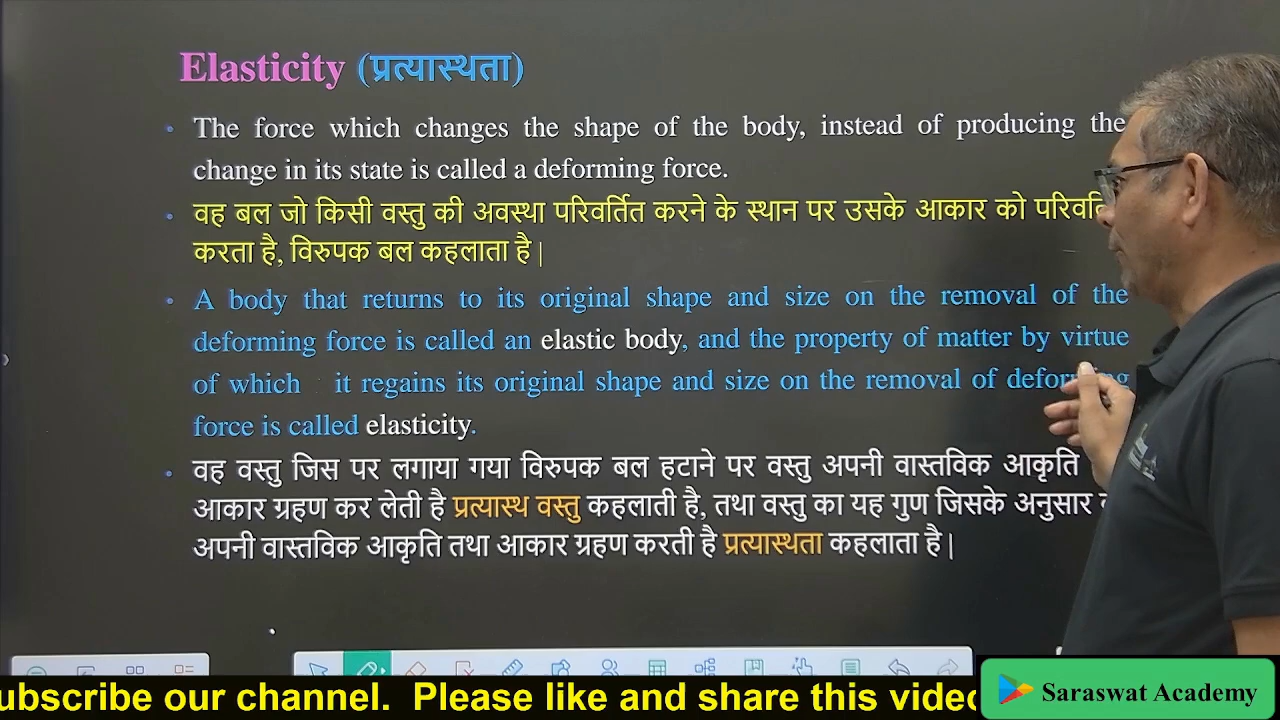 Elasticity (प्रत्यास्थता)
• The force which changes the shape of the body, instead of producing the
change in its state is called a deforming force.
• वह बल जो किसी वस्तु की अवस्था परिवर्तित करने के स्थान पर उसके आकार को
करता है, विरुपक बल कहलाता है |
• A body that returns to its original shape and size on the removal of the
deforming force is called an elastic body, and the property of matter by virtue
of which it regains its original shape and size on the removal of deforming
force is called elasticity.
• वह वस्तु जिस पर लगाया गया विरुपक बल हटाने पर वस्तु अपनी वास्तविक आकृति
आकार ग्रहण कर लेती है प्रत्यास्थ वस्तु कहलाती है, तथा वस्तु का यह गुण जिसके अनुसार
अपनी वास्तविक आकृति तथा आकार ग्रहण करती है प्रत्यास्थता कहलाता है |
ubscribe our channel. Please like and share this video
Saraswat Academy